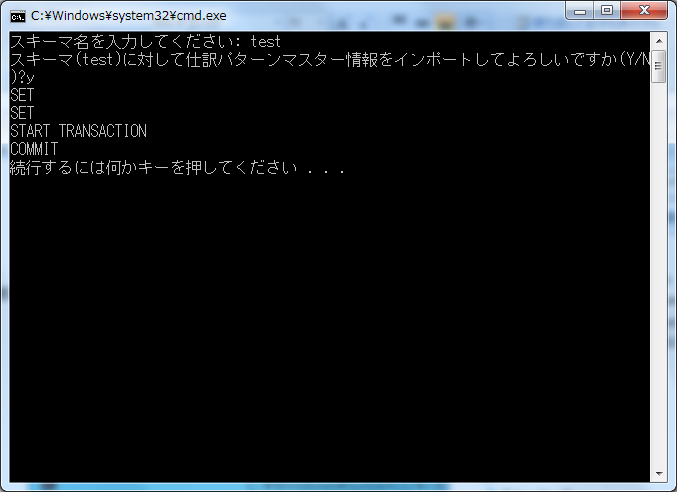 C:¥Windows¥system32¥cmd.exe
スキーマ名を入力してください: test
スキーマ(test)に対して仕訳パターンマスター情報をインポートしてよろしいですか(Y/N
)?y
SET
SET
START TRANSACTION
COMMIT
続行するには何かキーを押してください . . .